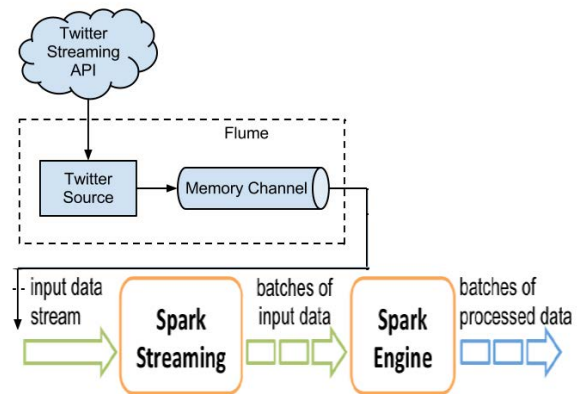 Twitter
Streaming
API
Flume
Twitter
Source
Memory Channel
input data
stream
Spark
Streaming
batches of
input data
Spark
Engine
batches of
processed data